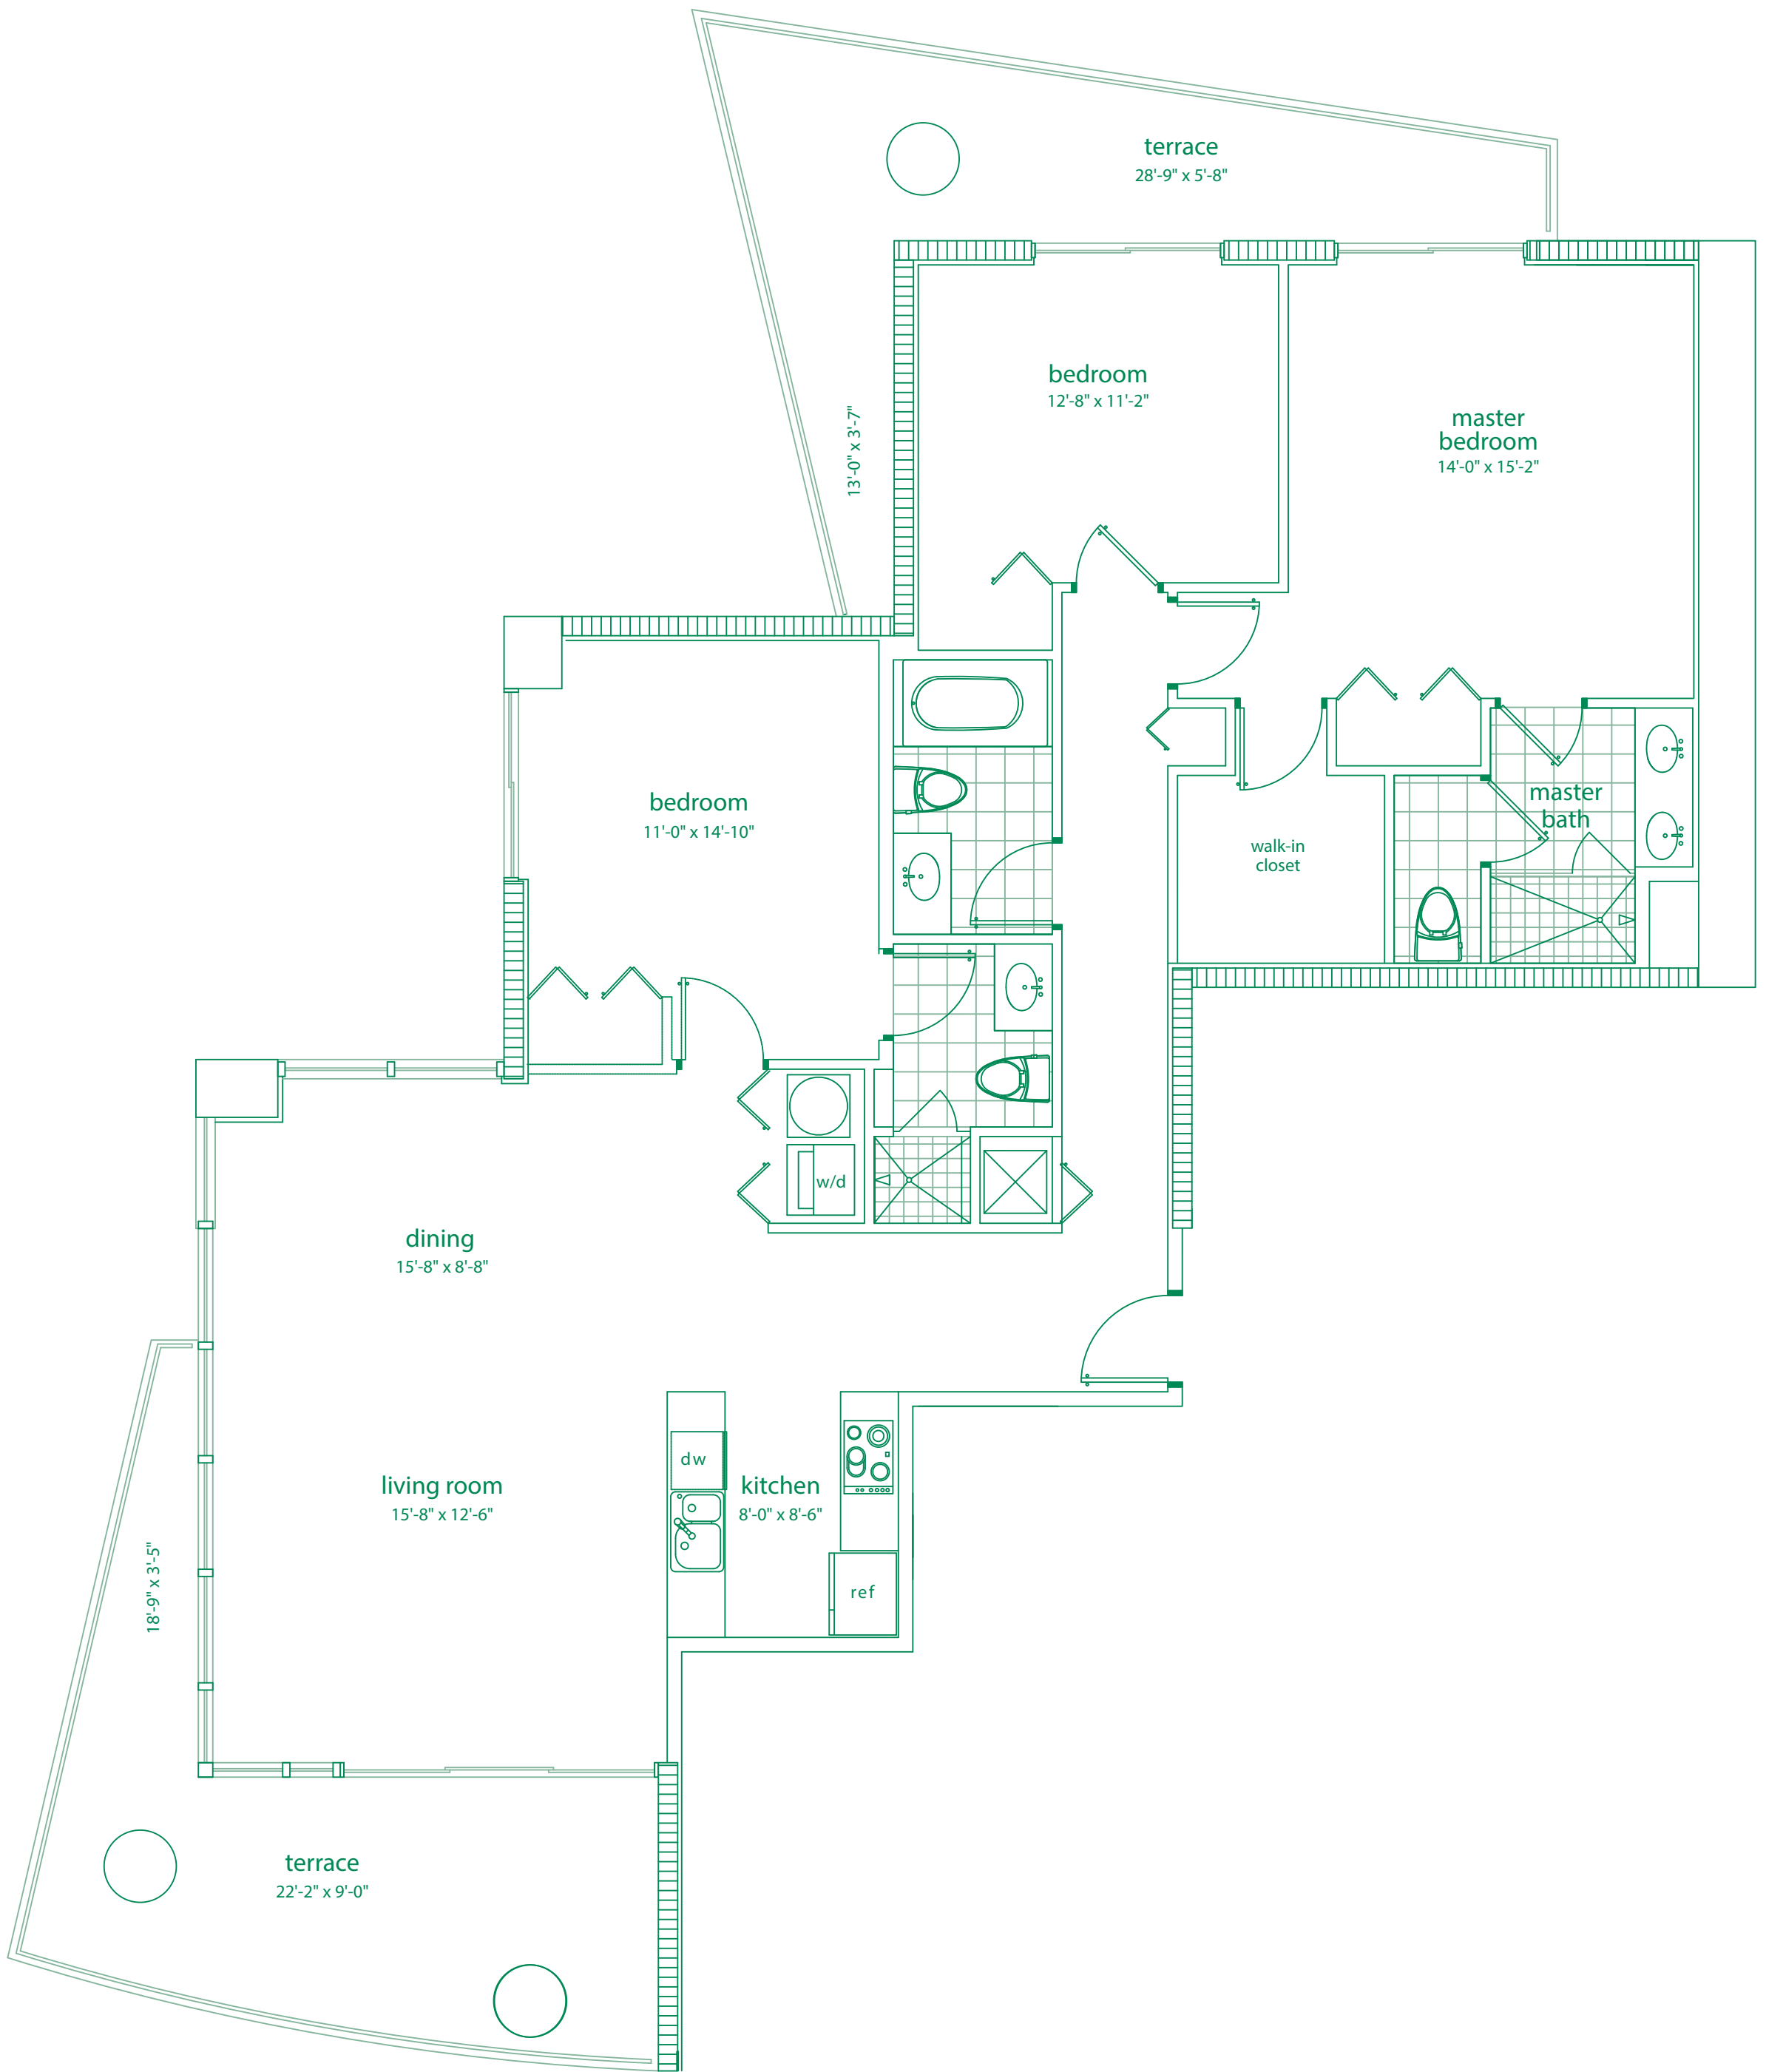 terrace
28'-9" x 5'-8"
bedroom
12'-8" x 11'-2"
13'-0" x 3'-7"
master
bedroom
14'-0" x 15'-2"
bedroom
11'-0" x 14'-10"
master
bath
walk-in
closet
w/d
dining
15'-8" x 8'-8"
living room
15'-8" x 12'-6"
dw
kitchen
8'-0" x 8'-6"
ref
18'-9" x 3'-5"
terrace
22'-2" x 9'-0"